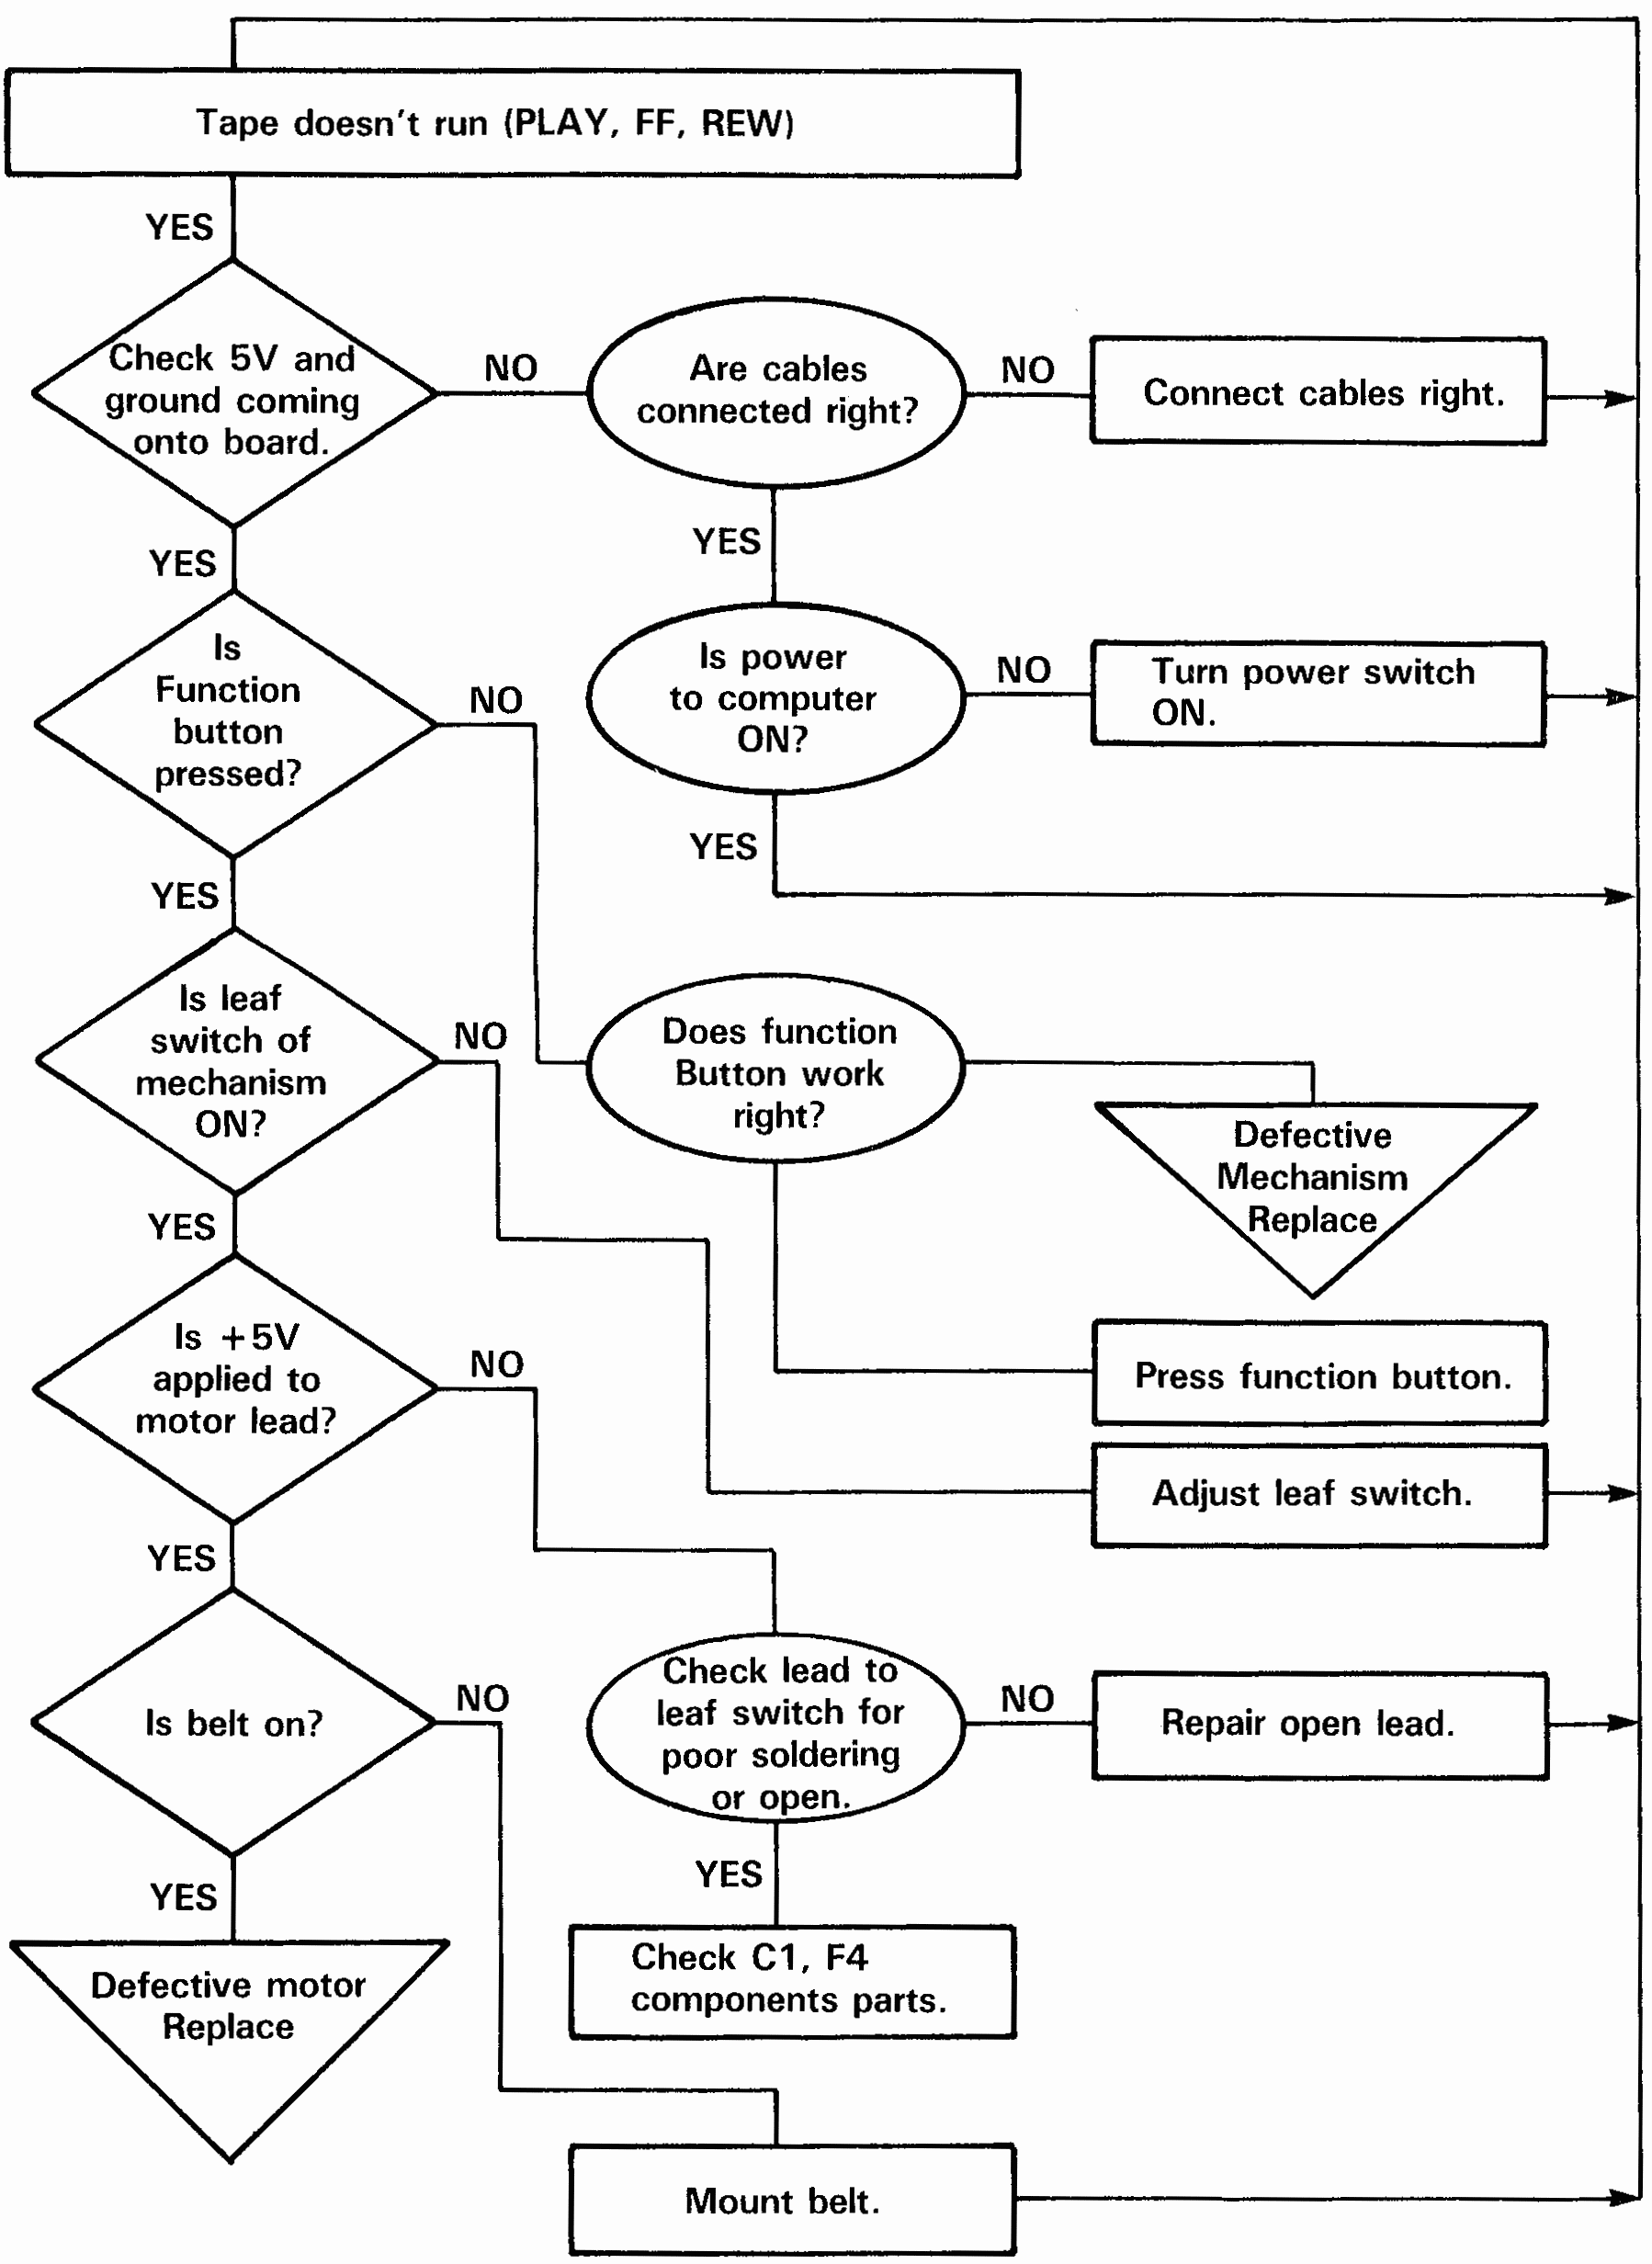 Tape doesn't run (PLAY, FF, REW)
YES
Check 5V and
ground coming
onto board.
NO
Are cables
connected right?
NO
Connect cables right.
YES
YES
Is
Function
button
pressed?
NO
Is power
to computer
ON?
NO
Turn power switch
ON.
YES
YES
Is leaf
switch of
mechanism
ON?
NO
Does function
Button work
right?
Defective
Mechanism
Replace
YES
Is +5V
applied to
motor lead?
NO
Press function button.
Adjust leaf switch.
YES
Is belt on?
NO
Check lead to
leaf switch for
poor soldering
or open.
NO
Repair open lead.
YES
YES
Defective motor
Replace
Check C1, F4
components parts.
Mount belt.